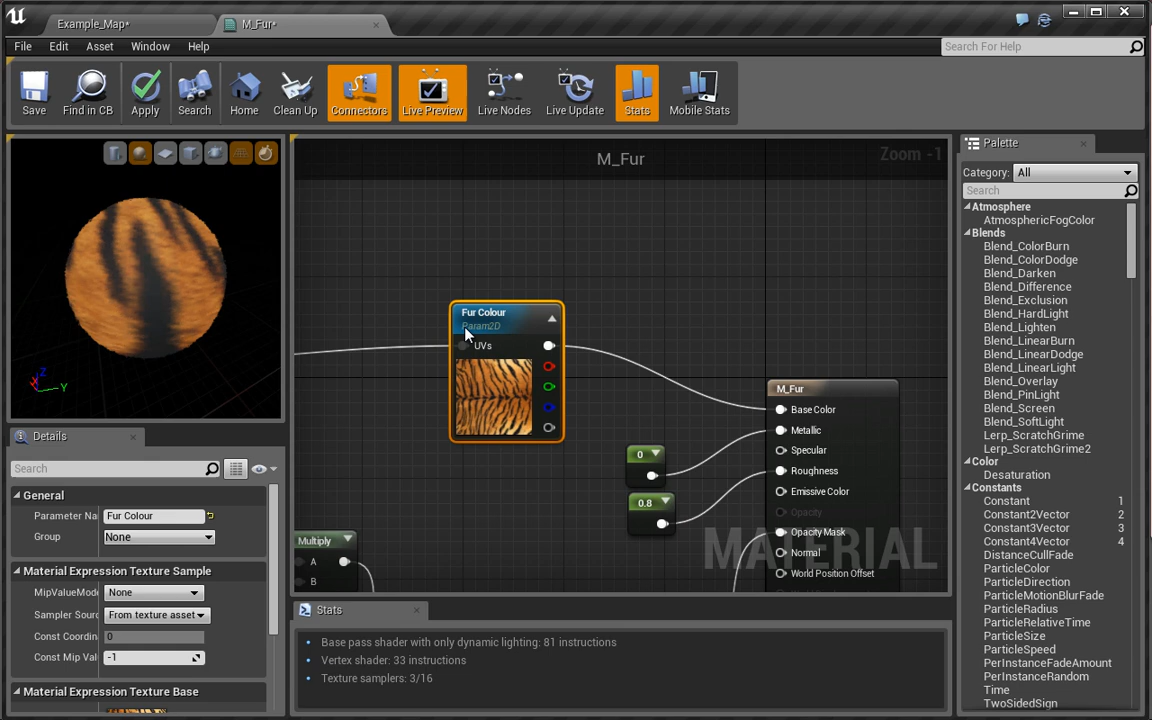 Example_Map*
M_Fur*
File Edit Asset Window Help
Search For Help
Save Find in CB Apply Search Home Clean Up Connectors Live Preview Live Nodes Live Update Stats Mobile Stats
M_Fur
Zoom -1
Fur Colour
Param2D
UVs
0
0.8
Multiply
A
B
M_Fur
Base Color
Metallic
Specular
Roughness
Emissive Color
Opacity
Opacity Mask
Normal
World Position Offset
MATERIAL
Z
X
Y
Details
Search
General
Parameter Na Fur Colour
Group None
Material Expression Texture Sample
MipValueMod None
Sampler Sourc From texture asset
Const Coordin 0
Const Mip Val -1
Material Expression Texture Base
Stats
Base pass shader with only dynamic lighting: 81 instructions
Vertex shader: 33 instructions
Texture samplers: 3/16
Palette
Category: All
Search
Atmosphere
AtmosphericFogColor
Blends
Blend_ColorBurn
Blend_ColorDodge
Blend_Darken
Blend_Difference
Blend_Exclusion
Blend_HardLight
Blend_Lighten
Blend_LinearBurn
Blend_LinearDodge
Blend_LinearLight
Blend_Overlay
Blend_PinLight
Blend_Screen
Blend_SoftLight
Lerp_ScratchGrime
Lerp_ScratchGrime2
Color
Desaturation
Constants
Constant 1
Constant2Vector 2
Constant3Vector 3
Constant4Vector 4
DistanceCullFade
ParticleColor
ParticleDirection
ParticleMotionBlurFade
ParticleRadius
ParticleRelativeTime
ParticleSize
ParticleSpeed
PerInstanceFadeAmount
PerInstanceRandom
Time
TwoSidedSign